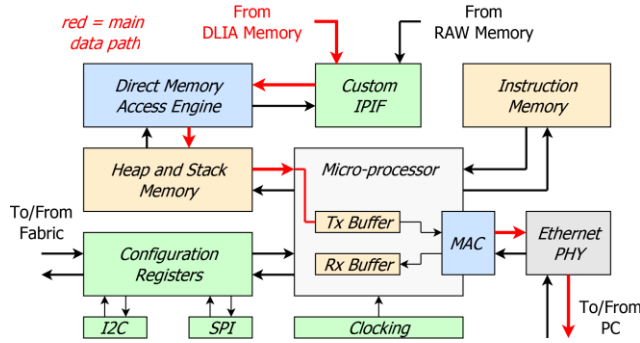 red = main
data path
From
DLIA Memory
From
RAW Memory
Direct Memory
Access Engine
Custom
IPIF
Instruction
Memory
Heap and Stack
Memory
Micro-processor
To/From
Fabric
Configuration
Registers
Tx Buffer
Rx Buffer
MAC
Ethernet
PHY
I2C
SPI
Clocking
To/From
PC